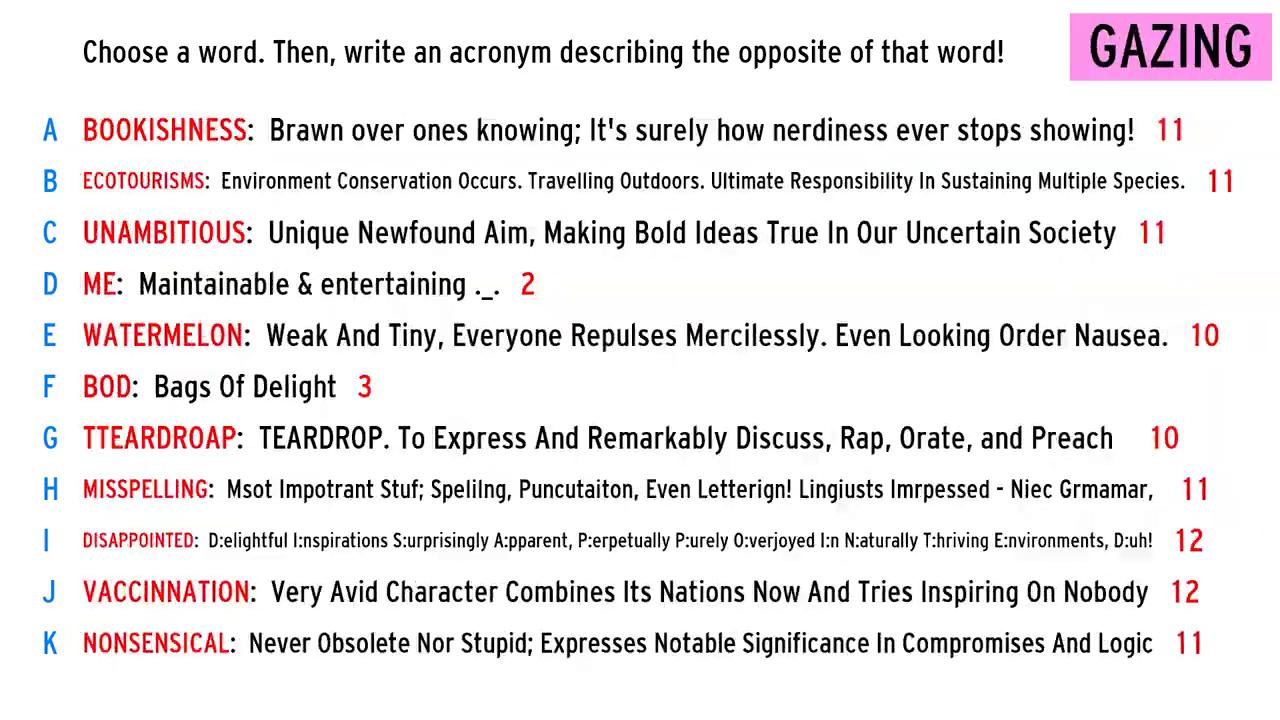 Choose a word. Then, write an acronym describing the opposite of that word!
GAZING
A BOOKISHNESS: Brawn over ones knowing; It's surely how nerdiness ever stops showing! 11
B ECOTOURISMS: Environment Conservation Occurs. Travelling Outdoors. Ultimate Responsibility In Sustaining Multiple Species. 11
C UNAMBITIOUS: Unique Newfound Aim, Making Bold Ideas True In Our Uncertain Society 11
D ME: Maintainable & entertaining ._. 2
E WATERMELON: Weak And Tiny, Everyone Repulses Mercilessly. Even Looking Order Nausea. 10
F BOD: Bags Of Delight 3
G TTEARDROAP: TEARDROP. To Express And Remarkably Discuss, Rap, Orate, and Preach 10
H MISSPELLING: Msot Impotrant Stuf; Spelilng, Puncutaiton, Even Letterign! Lingiusts Imrpessed - Niec Grmamar, 11
I DISAPPOINTED: D:elightful I:nspirations S:urprisingly A:pparent, P:erpetually P:urely O:verjoyed I:n N:aturally T:hriving E:nvironments, D:uh! 12
J VACCINNATION: Very Avid Character Combines Its Nations Now And Tries Inspiring On Nobody 12
K NONSENSICAL: Never Obsolete Nor Stupid; Expresses Notable Significance In Compromises And Logic 11